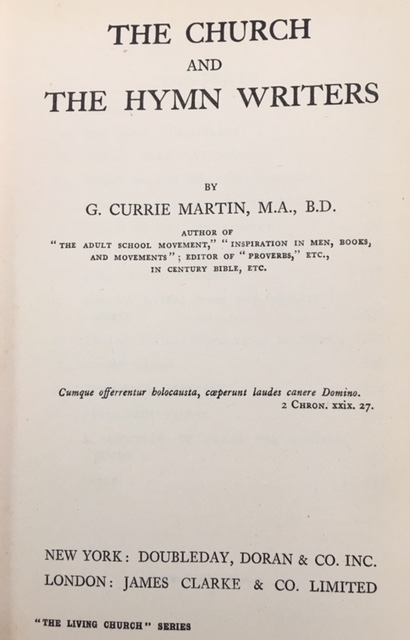 THE CHURCH
AND
THE HYMN WRITERS
BY
G. CURRIE MARTIN, M.A., B.D.
AUTHOR OF
"THE ADULT SCHOOL MOVEMENT," "INSPIRATION IN MEN, BOOKS,
AND MOVEMENTS"; EDITOR OF "PROVERBS," ETC.,
IN CENTURY BIBLE, ETC.
Cumque offerrentur holocausta, cœperunt laudes canere Domino.
2 CHRON. xxix. 27.
NEW YORK: DOUBLEDAY, DORAN & CO. INC.
LONDON: JAMES CLARKE & CO. LIMITED
"THE LIVING CHURCH" SERIES